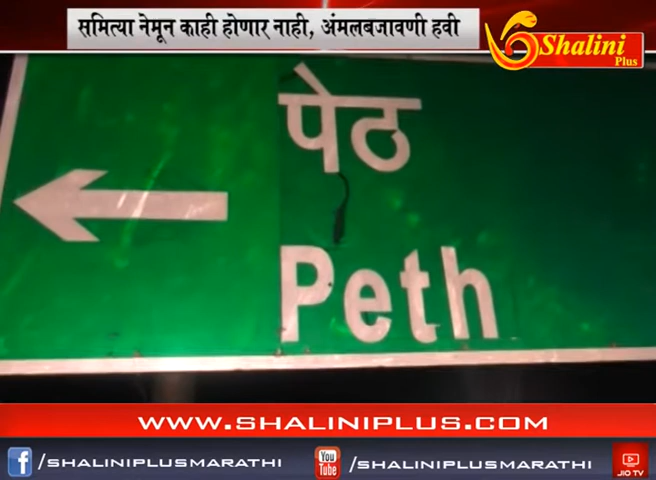 समित्या नेमून काही होणार नाही, अंमलबजावणी हवी
Shalini
Plus
पेठ
Peth
WWW.SHALINIPLUS.COM
/SHALINIPLUSMARATHI
You
Tube
/SHALINIPLUSMARATHI
JIO TV